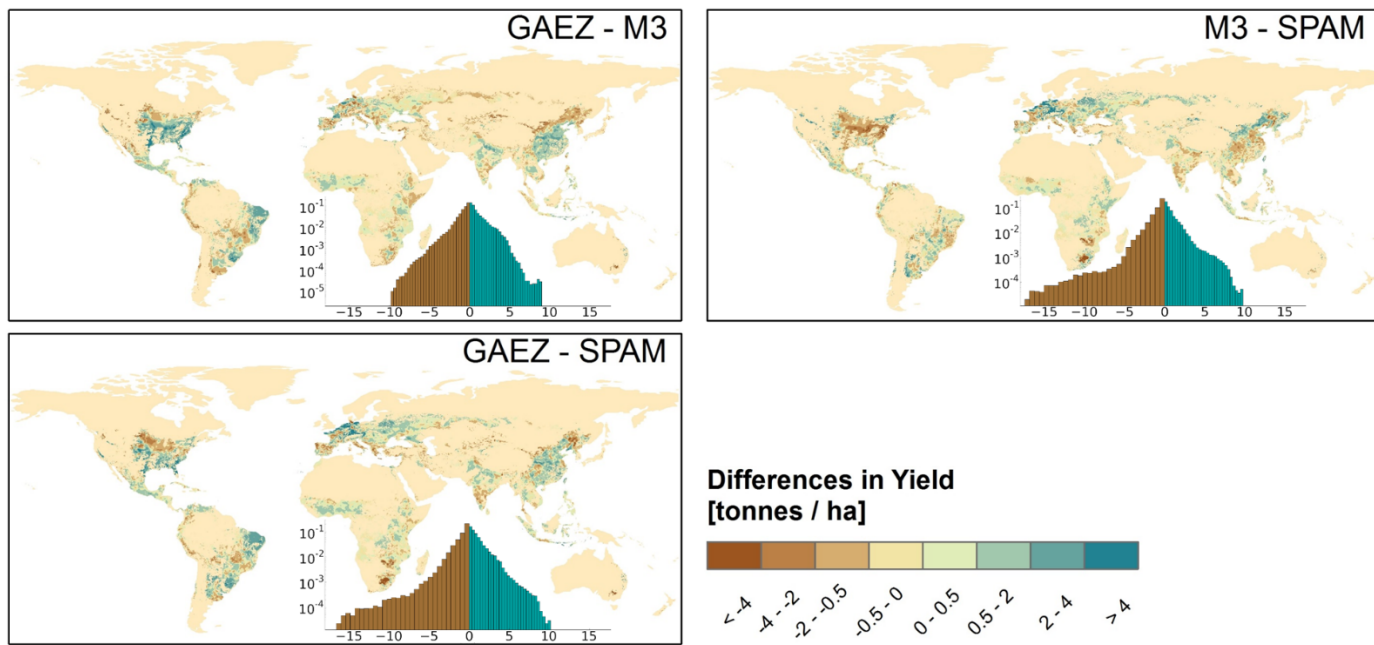 GAEZ - M3
10⁻¹
10⁻²
10⁻³
10⁻⁴
10⁻⁵
−15 −10 −5 0 5 10 15
M3 - SPAM
10⁻¹
10⁻²
10⁻³
10⁻⁴
−15 −10 −5 0 5 10 15
GAEZ - SPAM
10⁻¹
10⁻²
10⁻³
10⁻⁴
−15 −10 −5 0 5 10 15
Differences in Yield
[tonnes / ha]
< -4
-4 - -2
-2 - -0.5
-0.5 - 0
0 - 0.5
0.5 - 2
2 - 4
> 4